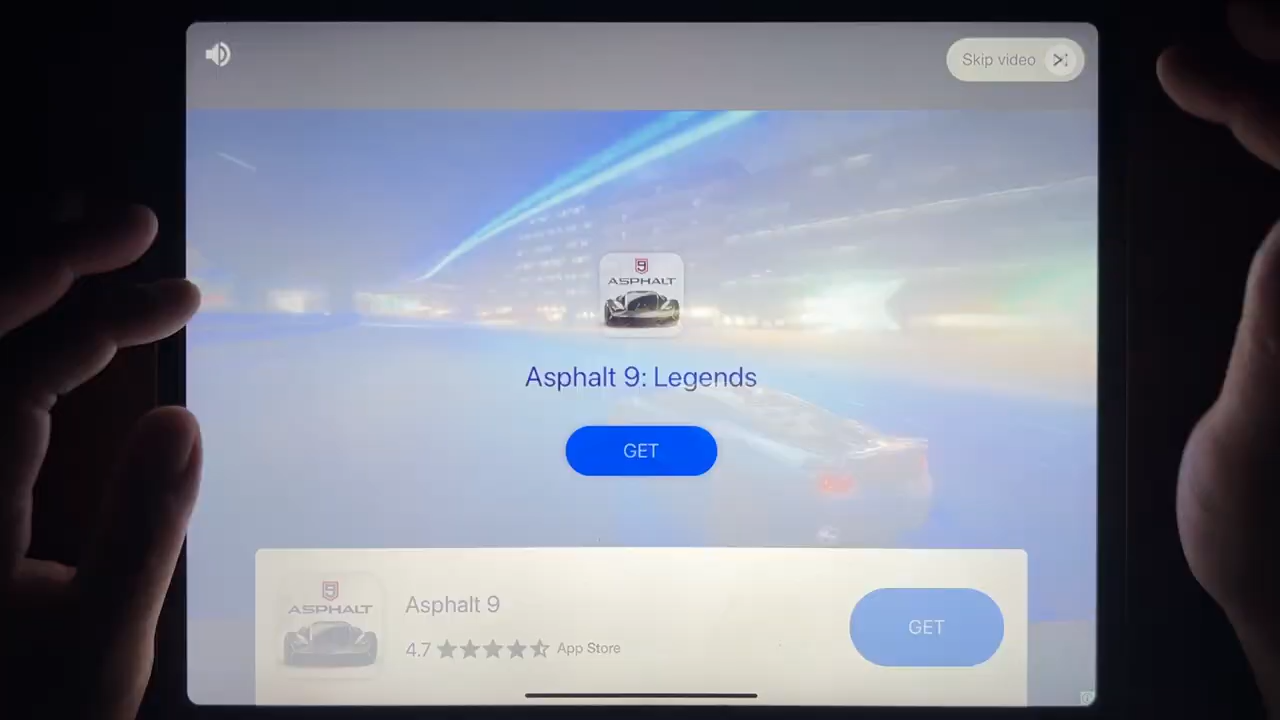 Skip video
9
ASPHALT
Asphalt 9: Legends
GET
9
ASPHALT
Asphalt 9
4.7
App Store
GET